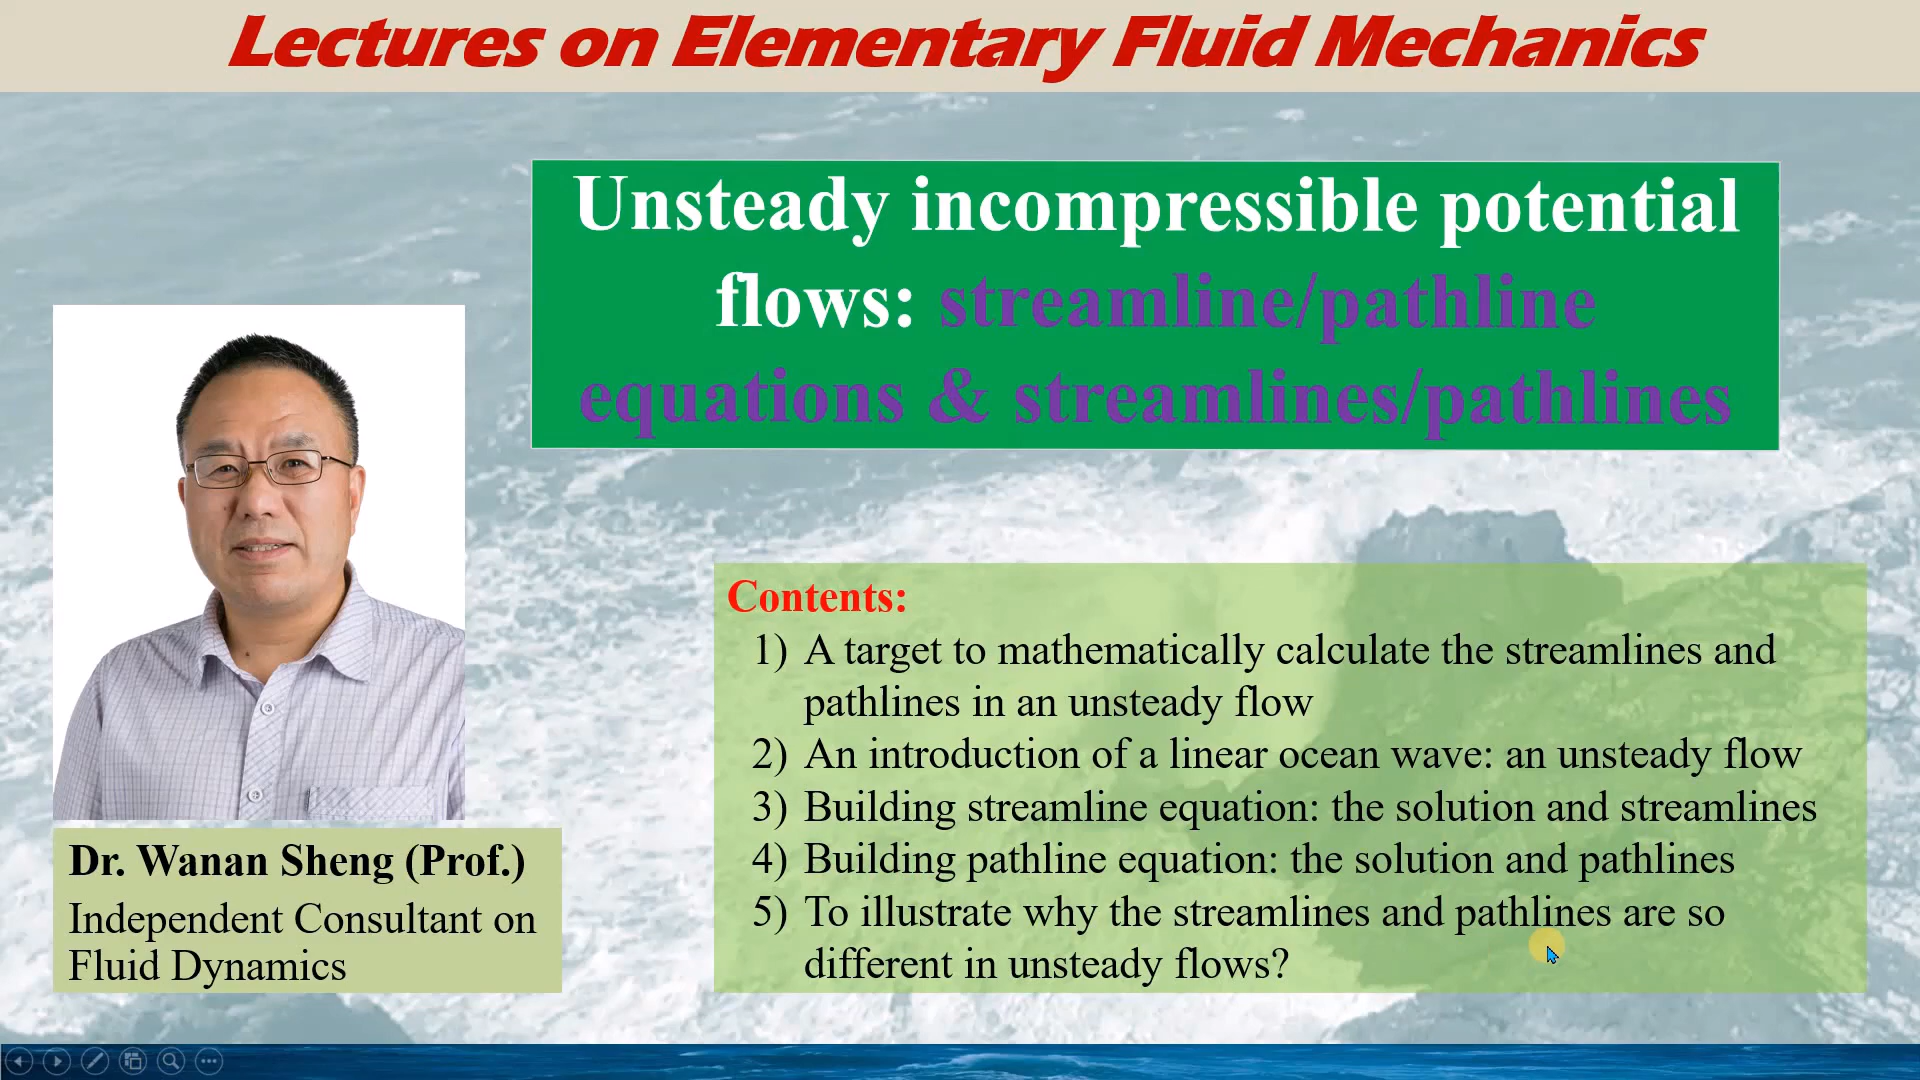 Lectures on Elementary Fluid Mechanics
Unsteady incompressible potential
flows: streamline/pathline
equations & streamlines/pathlines
Dr. Wanan Sheng (Prof.)
Independent Consultant on
Fluid Dynamics
Contents:
1) A target to mathematically calculate the streamlines and
pathlines in an unsteady flow
2) An introduction of a linear ocean wave: an unsteady flow
3) Building streamline equation: the solution and streamlines
4) Building pathline equation: the solution and pathlines
5) To illustrate why the streamlines and pathlines are so
different in unsteady flows?